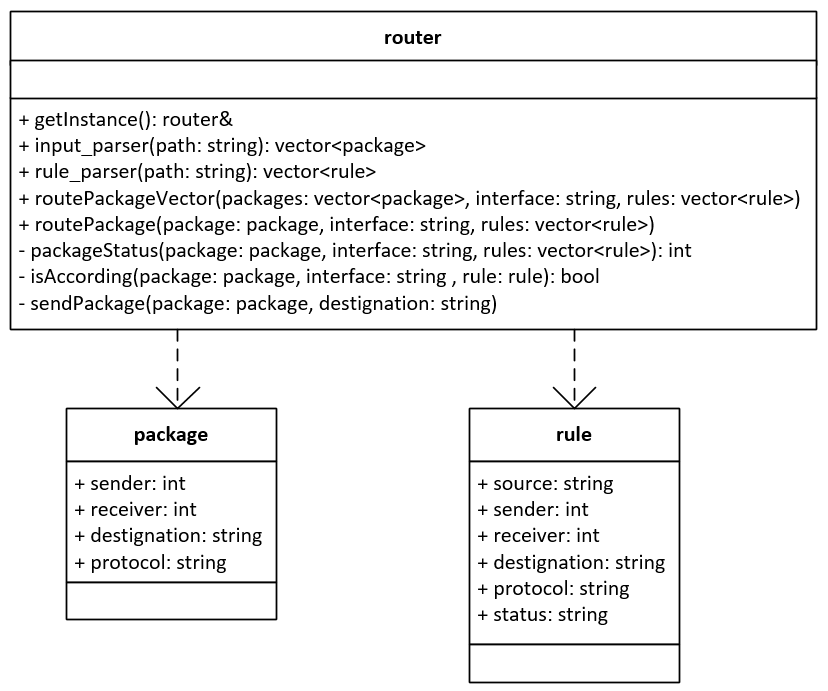 router
+ getInstance(): router&
+ input_parser(path: string): vector<package>
+ rule_parser(path: string): vector<rule>
+ routePackageVector(packages: vector<package>, interface: string, rules: vector<rule>)
+ routePackage(package: package, interface: string, rules: vector<rule>)
- packageStatus(package: package, interface: string, rules: vector<rule>): int
- isAccording(package: package, interface: string , rule: rule): bool
- sendPackage(package: package, destignation: string)
package
+ sender: int
+ receiver: int
+ destignation: string
+ protocol: string
rule
+ source: string
+ sender: int
+ receiver: int
+ destignation: string
+ protocol: string
+ status: string